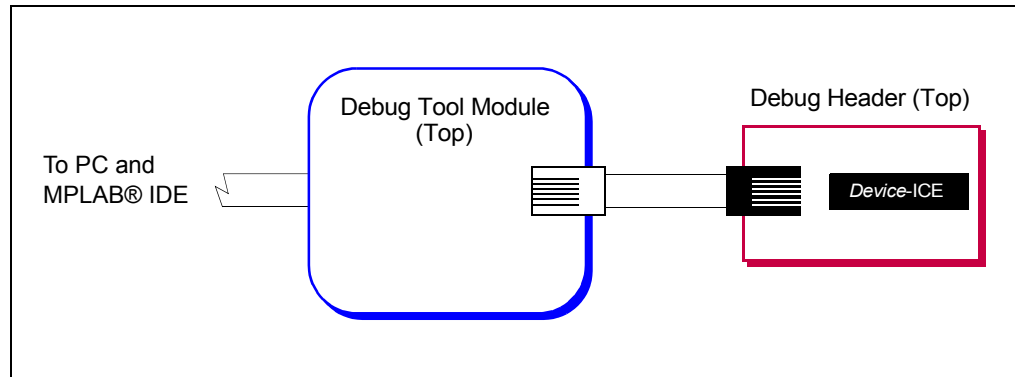 Debug Tool Module
(Top)
Debug Header (Top)
To PC and
MPLAB® IDE
Device-ICE